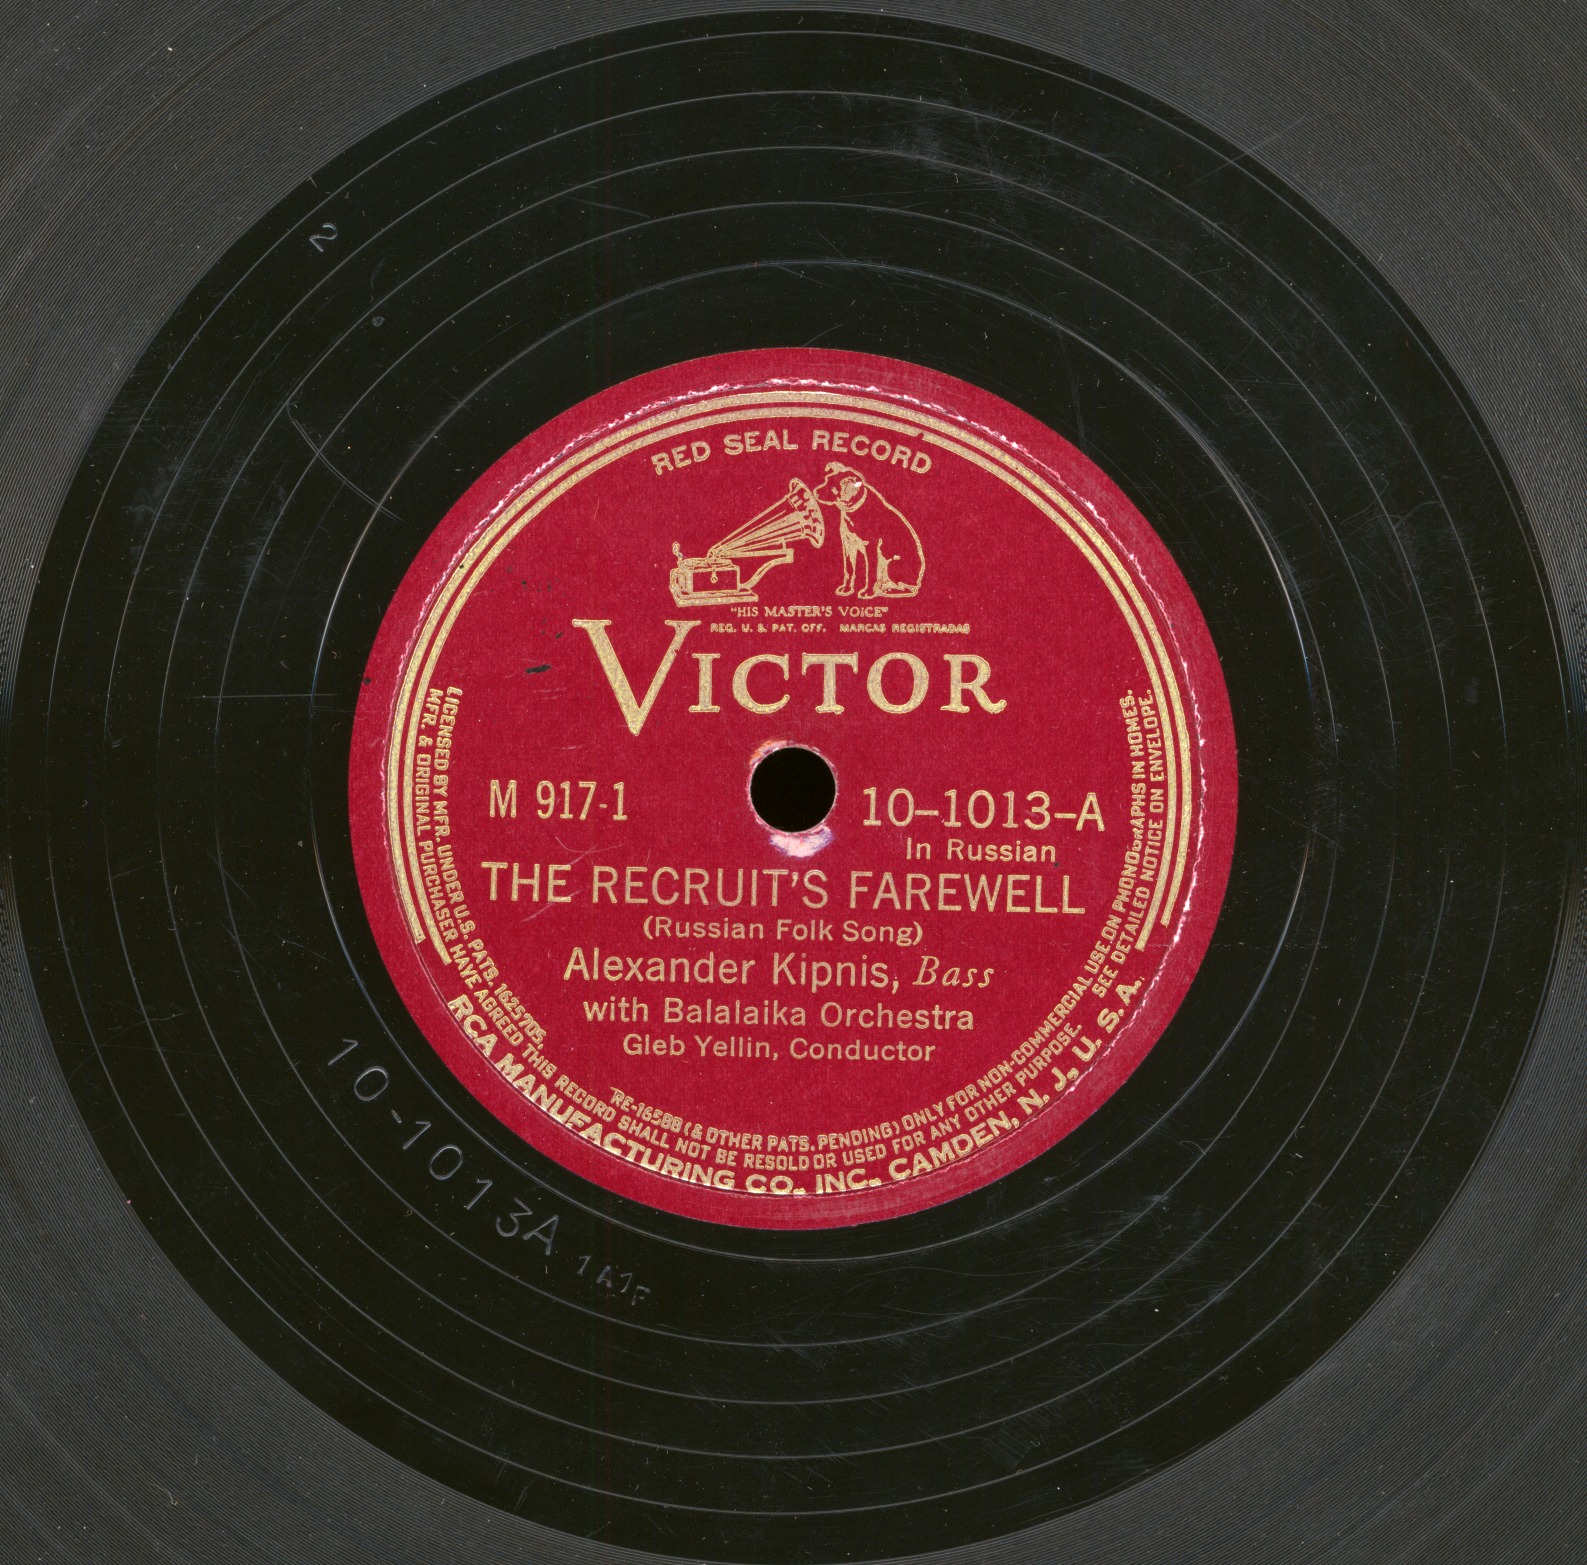 RED SEAL RECORD
"HIS MASTER'S VOICE"
REG. U. S. PAT. OFF. MARCAS REGISTRADAS
VICTOR
M 917-1
10–1013–A
In Russian
THE RECRUIT'S FAREWELL
(Russian Folk Song)
Alexander Kipnis, Bass
with Balalaika Orchestra
Gleb Yellin, Conductor
LICENSED BY MFR. UNDER U.S. PATS. 1625705, RE-16588 (& OTHER PATS. PENDING) ONLY FOR NON-COMMERCIAL USE ON PHONOGRAPHS IN HOMES.
MFR. & ORIGINAL PURCHASER HAVE AGREED THIS RECORD SHALL NOT BE RESOLD OR USED FOR ANY OTHER PURPOSE. SEE DETAILED NOTICE ON ENVELOPE.
RCA MANUFACTURING CO., INC., CAMDEN, N. J., U. S. A.
2
10-1013A 1A1F